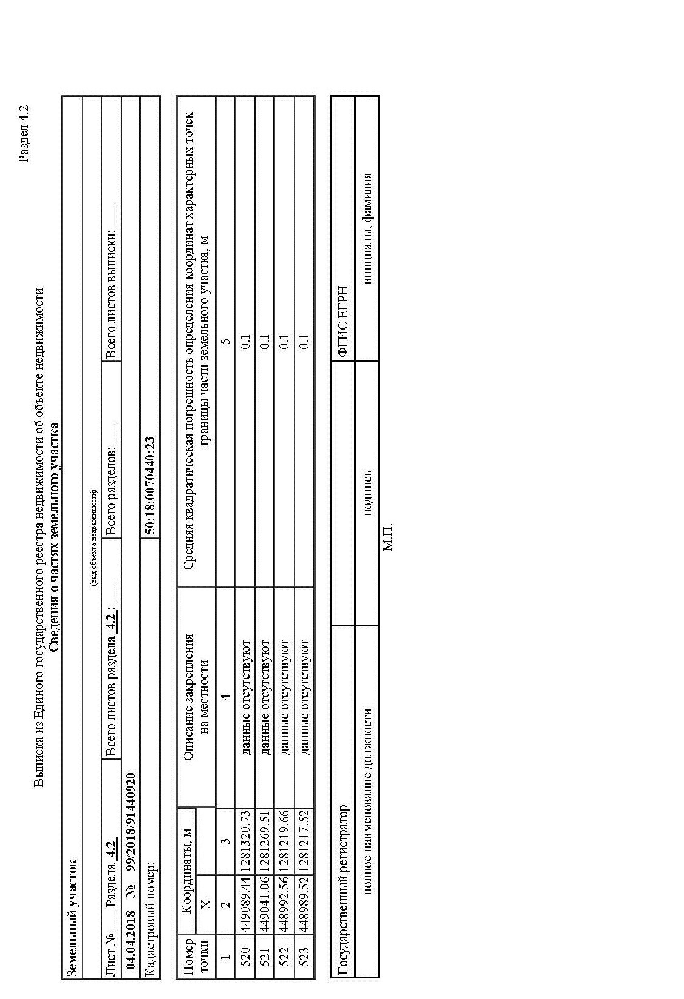 Раздел 4.2
Выписка из Единого государственного реестра недвижимости об объекте недвижимости
Сведения о частях земельного участка
Земельный участок
(вид объекта недвижимости)
Лист № ___ Раздела 4.2 Всего листов раздела 4.2 : ___ Всего разделов: ___ Всего листов выписки: ___
04.04.2018 № 99/2018/91440920
Кадастровый номер: 50:18:0070440:23
Номер Координаты, м Описание закрепления Средняя квадратическая погрешность определения координат характерных точек
точки X на местности границы части земельного участка, м
1 2 3 4 5
520 449089.44 1281320.73 данные отсутствуют 0.1
521 449041.06 1281269.51 данные отсутствуют 0.1
522 448992.56 1281219.66 данные отсутствуют 0.1
523 448989.52 1281217.52 данные отсутствуют 0.1
Государственный регистратор ФГИС ЕГРН
полное наименование должности подпись инициалы, фамилия
М.П.